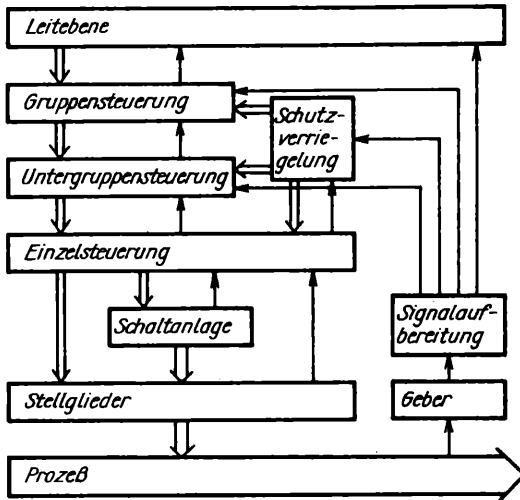 Leitebene
Gruppensteuerung
Schutz-
verrie-
gelung
Untergruppensteuerung
Einzelsteuerung
Schaltanlage
Signalauf-
bereitung
Stellglieder
Geber
Prozeß